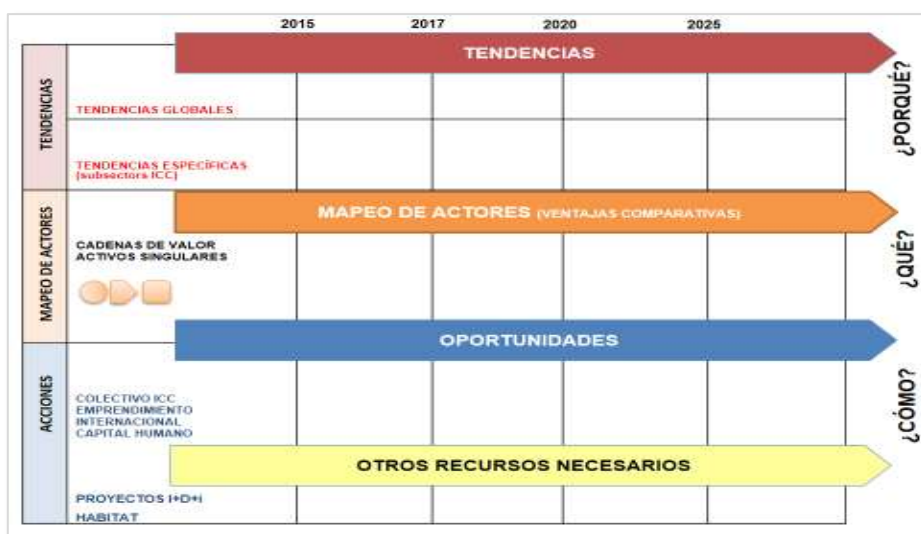 2015 2017 2020 2025
TENDENCIAS
TENDENCIAS
TENDENCIAS GLOBALES
TENDENCIAS ESPECÍFICAS
(subsectors ICC)
¿PORQUÉ?
MAPEO DE ACTORES
MAPEO DE ACTORES (VENTAJAS COMPARATIVAS)
CADENAS DE VALOR
ACTIVOS SINGULARES
¿QUÉ?
OPORTUNIDADES
ACCIONES
COLECTIVO ICC
EMPRENDIMIENTO
INTERNACIONAL
CAPITAL HUMANO
¿CÓMO?
OTROS RECURSOS NECESARIOS
PROYECTOS I+D+i
HABITAT